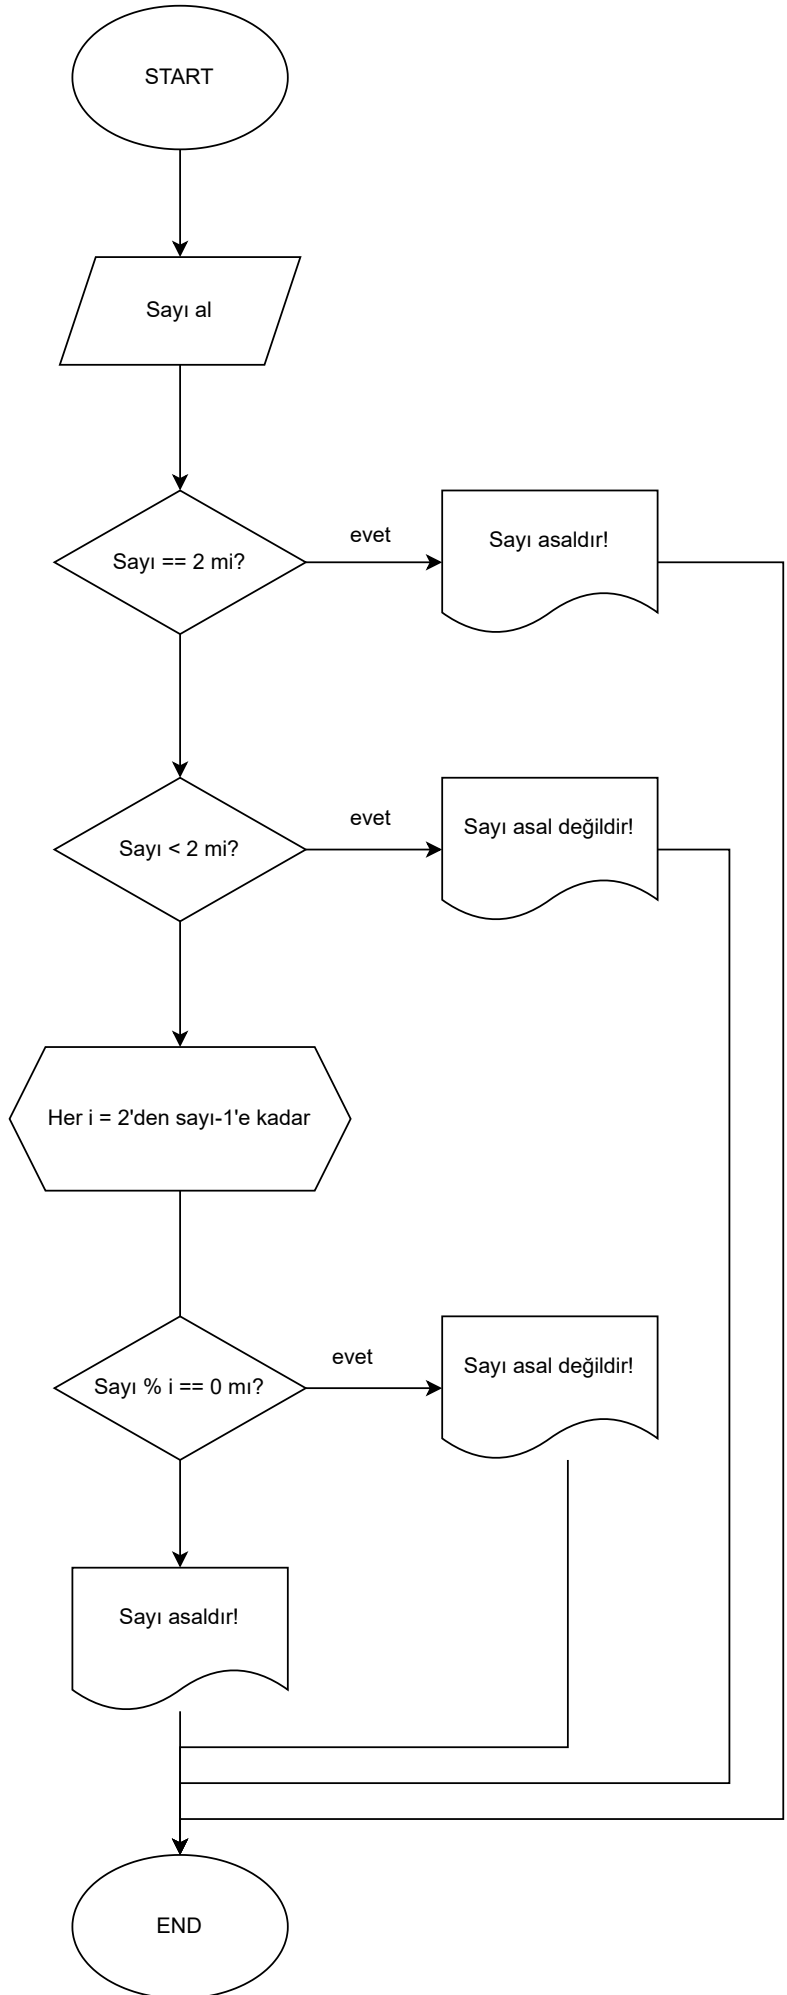 START
Sayı al
Sayı == 2 mi?
evet
Sayı asaldır!
Sayı < 2 mi?
evet
Sayı asal değildir!
Her i = 2'den sayı-1'e kadar
Sayı % i == 0 mı?
evet
Sayı asal değildir!
Sayı asaldır!
END